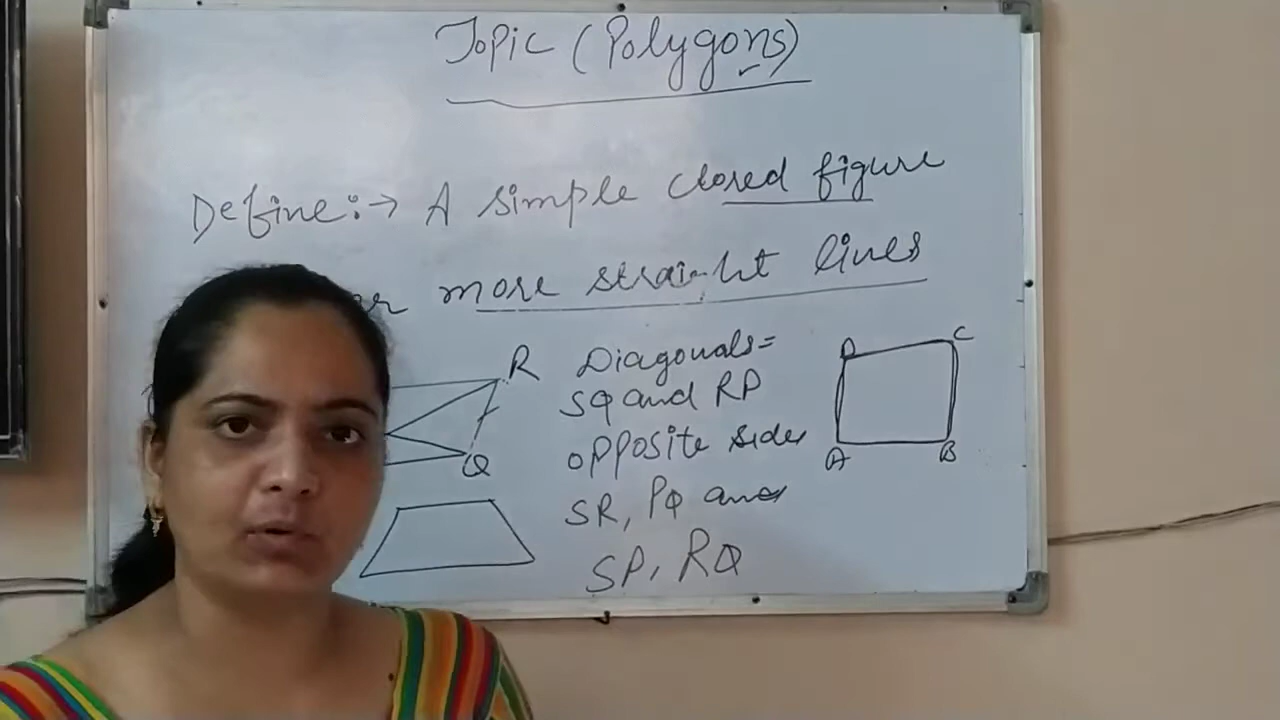 Topic (Polygons)
Define:→ A simple closed figure
or more straight lines
R
Diagonals=
SQ and RP
opposite sides
SR, PQ and
SP, RQ
Q
D
C
A
B